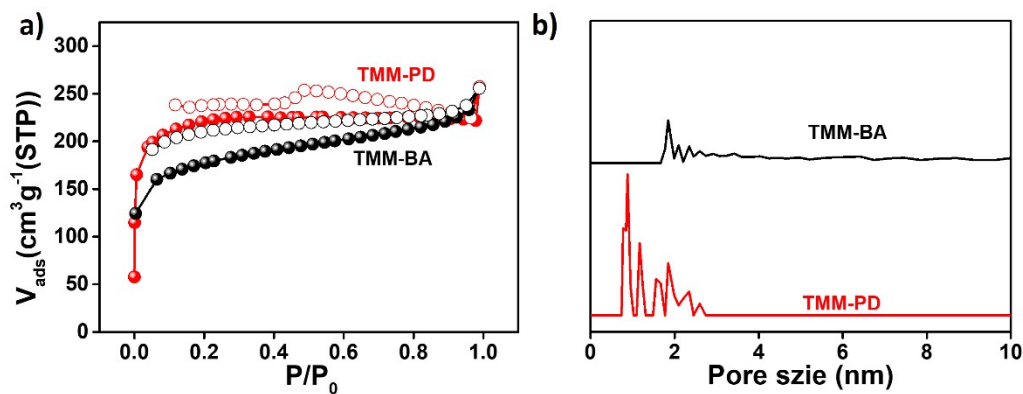 a)
V_ads(cm³g⁻¹(STP))
300
250
200
150
100
50
0
TMM-PD
TMM-BA
0.0 0.2 0.4 0.6 0.8 1.0
P/P₀
b)
TMM-BA
TMM-PD
0 2 4 6 8 10
Pore szie (nm)